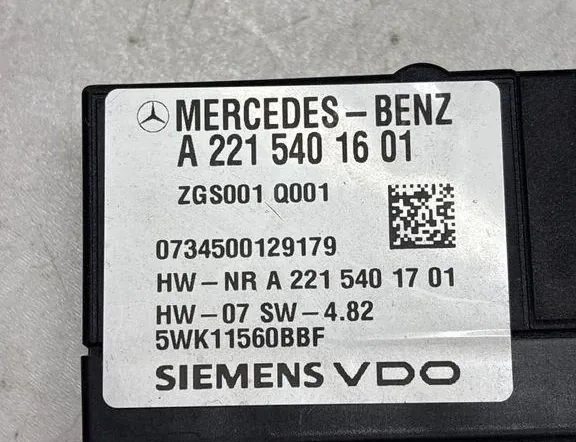 MERCEDES-BENZ
A 221 540 16 01
ZGS001 Q001
0734500129179
HW-NR A 221 540 17 01
HW-07 SW-4.82
5WK11560BBF
SIEMENS VDO